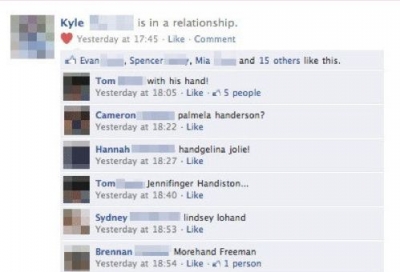 Kyle is in a relationship.
Yesterday at 17:45 · Like · Comment
Evan , Spencer , Mia and 15 others like this.
Tom with his hand!
Yesterday at 18:05 · Like · 5 people
Cameron palmela handerson?
Yesterday at 18:22 · Like
Hannah handgelina jolie!
Yesterday at 18:27 · Like
Tom Jennifinger Handiston...
Yesterday at 18:40 · Like
Sydney lindsey lohand
Yesterday at 18:53 · Like
Brennan Morehand Freeman
Yesterday at 18:54 · Like · 1 person